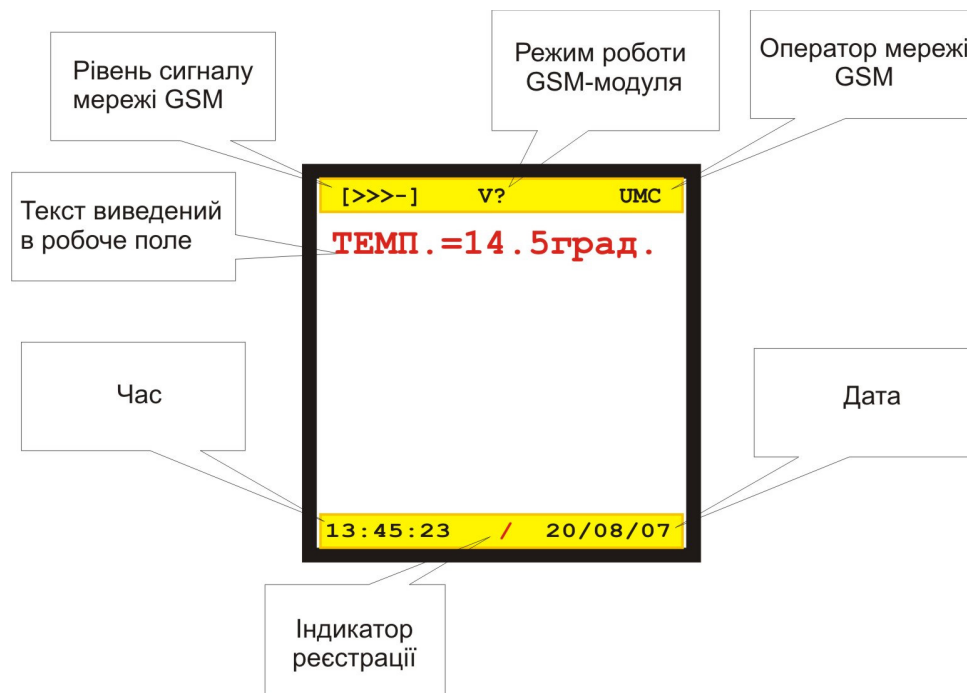 Рівень сигналу
мережі GSM
Режим роботи
GSM-модуля
Оператор мережі
GSM
Текст виведений
в робоче поле
[>>>-] V? UMC
ТЕМП.=14.5град.
Час
Дата
13:45:23 / 20/08/07
Індикатор
реєстрації